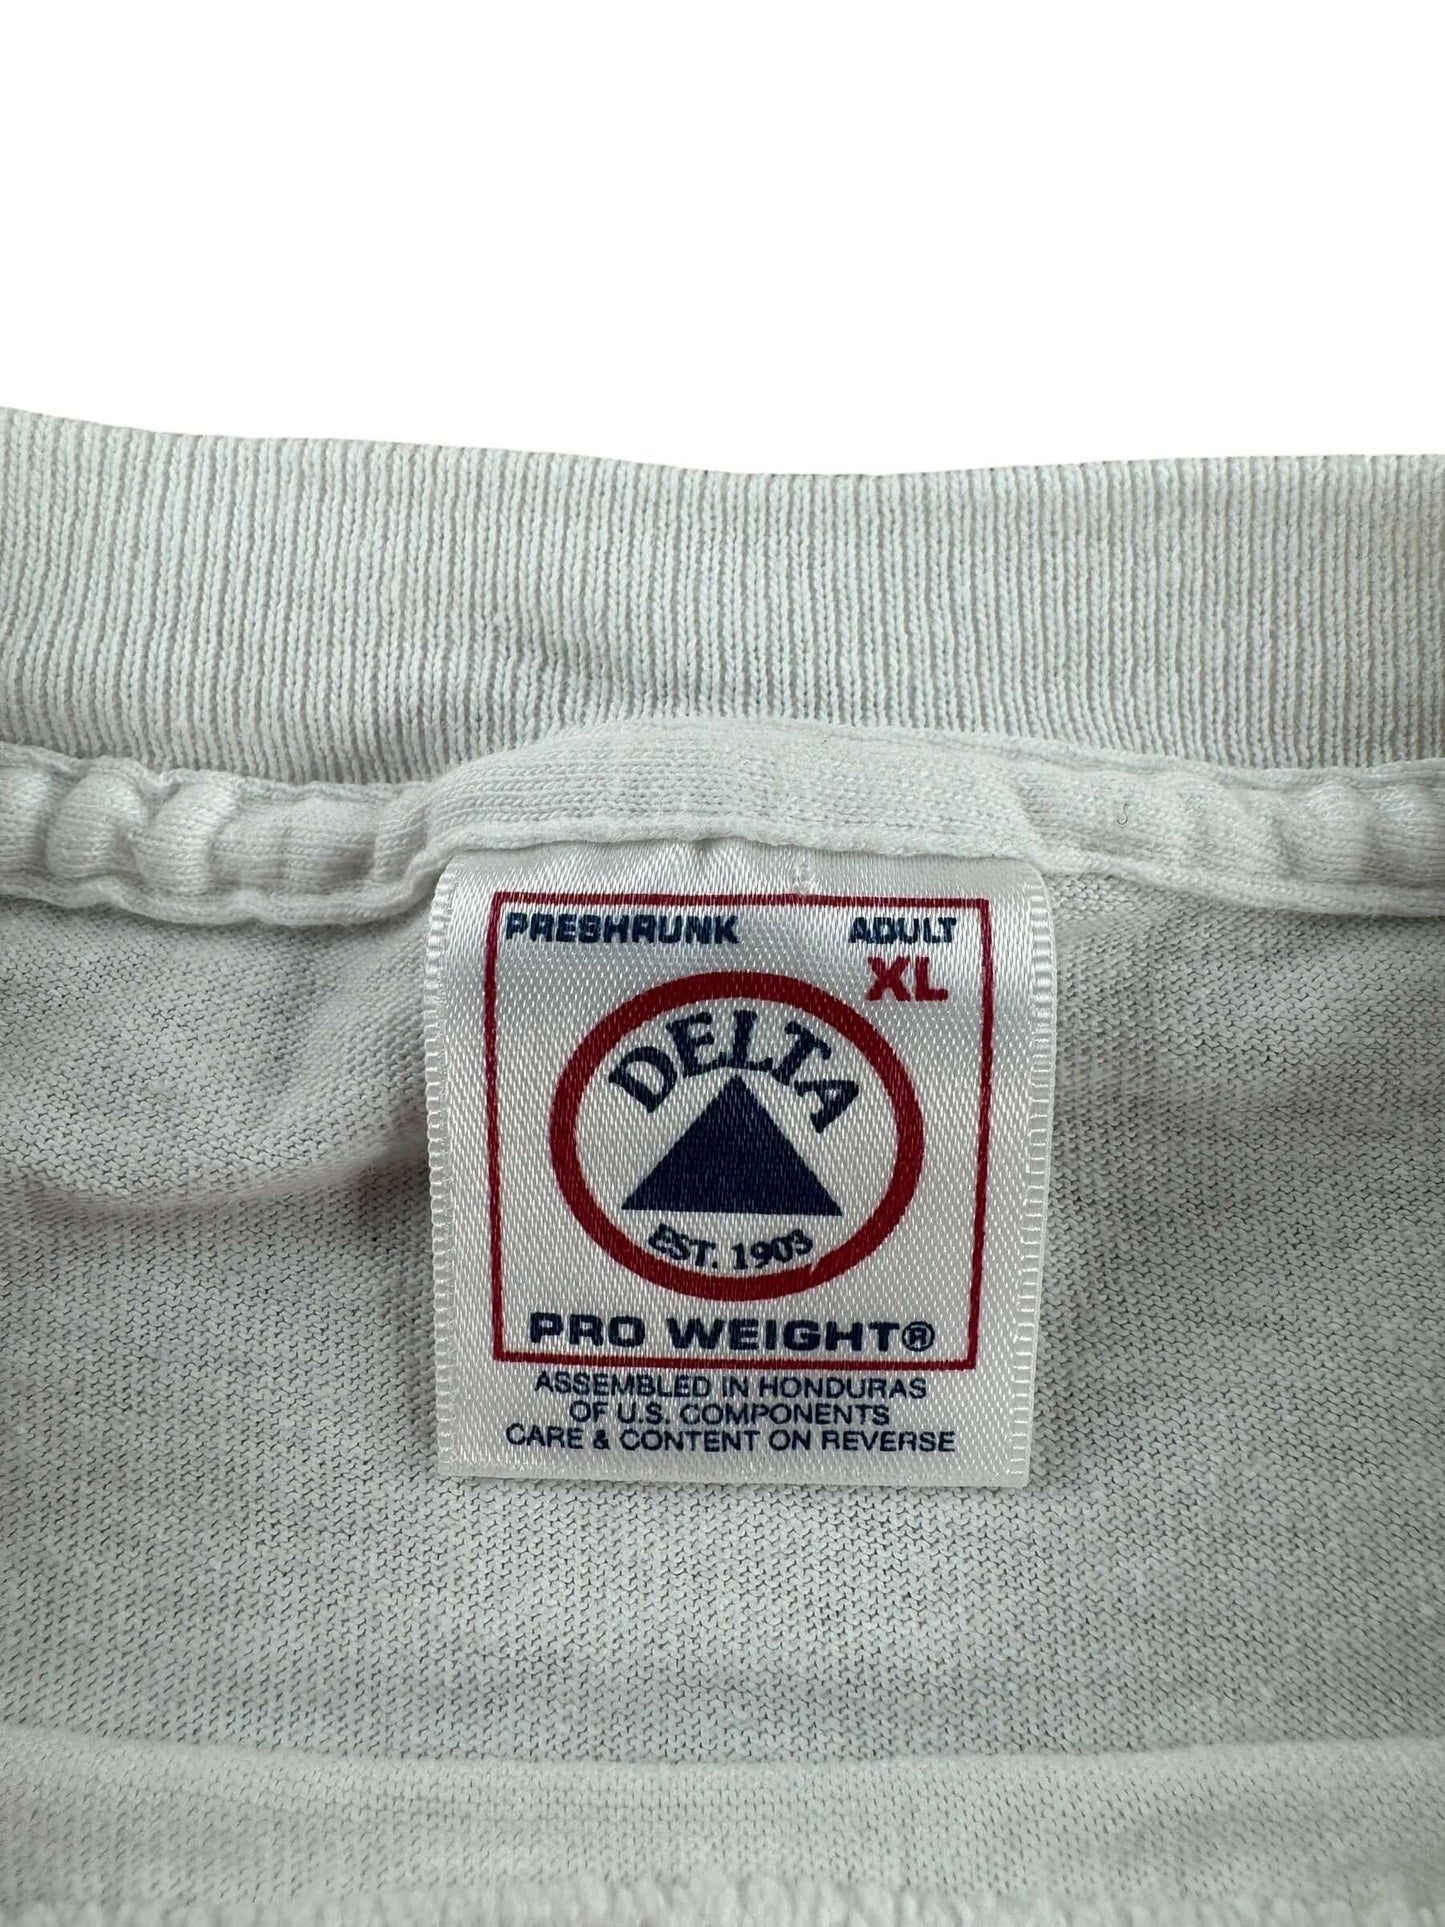 PRESHRUNK ADULT
XL
DELTA
EST. 1903
PRO WEIGHT®
ASSEMBLED IN HONDURAS
OF U.S. COMPONENTS
CARE & CONTENT ON REVERSE